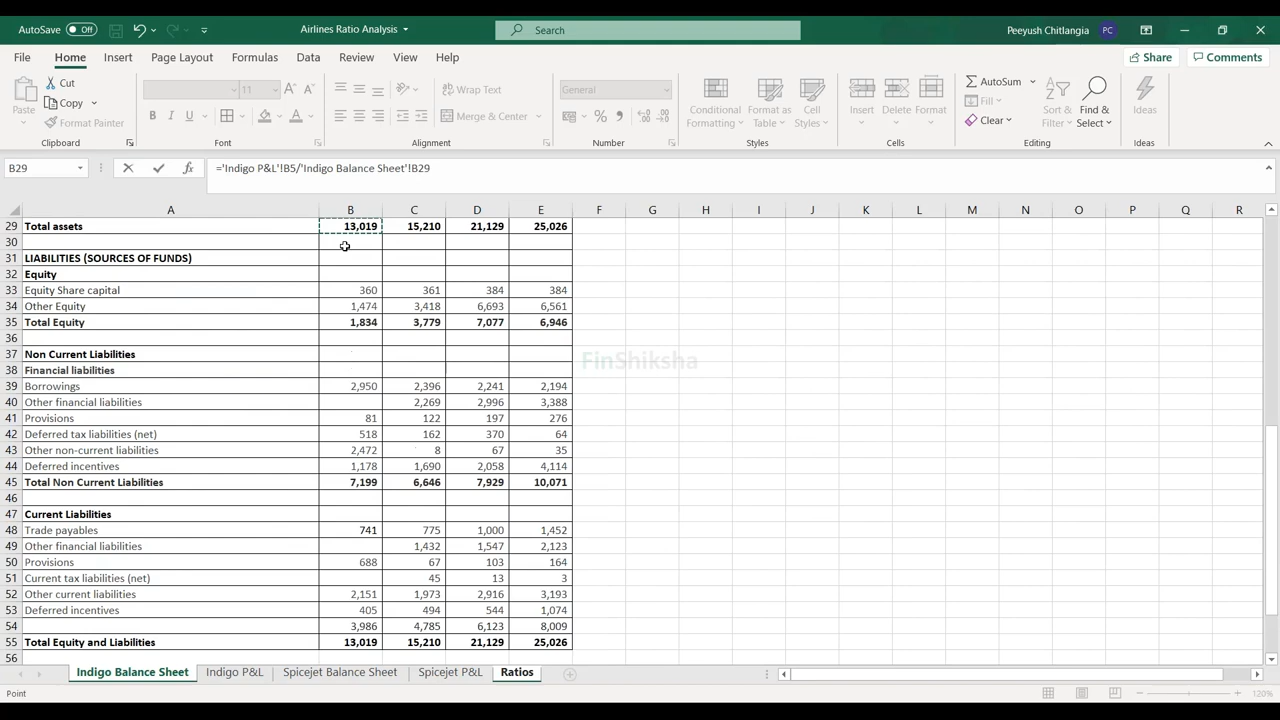 AutoSave Off Airlines Ratio Analysis Search Peeyush Chitlangia PC
File Home Insert Page Layout Formulas Data Review View Help Share Comments
Paste Cut Copy Format Painter Clipboard
11 B I U A A A Font
Wrap Text Merge & Center Alignment
General % Number
Conditional Formatting Format as Table Cell Styles Styles
Insert Delete Format Cells
AutoSum Fill Clear Sort & Filter Find & Select Editing
Ideas Ideas
B29 fx ='Indigo P&L'!B5/'Indigo Balance Sheet'!B29
A B C D E F G H I J K L M N O P Q R
29 Total assets 13,019 15,210 21,129 25,026
30
31 LIABILITIES (SOURCES OF FUNDS)
32 Equity
33 Equity Share capital 360 361 384 384
34 Other Equity 1,474 3,418 6,693 6,561
35 Total Equity 1,834 3,779 7,077 6,946
36
37 Non Current Liabilities
FinShiksha
38 Financial liabilities
39 Borrowings 2,950 2,396 2,241 2,194
40 Other financial liabilities 2,269 2,996 3,388
41 Provisions 81 122 197 276
42 Deferred tax liabilities (net) 518 162 370 64
43 Other non-current liabilities 2,472 8 67 35
44 Deferred incentives 1,178 1,690 2,058 4,114
45 Total Non Current Liabilities 7,199 6,646 7,929 10,071
46
47 Current Liabilities
48 Trade payables 741 775 1,000 1,452
49 Other financial liabilities 1,432 1,547 2,123
50 Provisions 688 67 103 164
51 Current tax liabilities (net) 45 13 3
52 Other current liabilities 2,151 1,973 2,916 3,193
53 Deferred incentives 405 494 544 1,074
54 3,986 4,785 6,123 8,009
55 Total Equity and Liabilities 13,019 15,210 21,129 25,026
56
Indigo Balance Sheet Indigo P&L Spicejet Balance Sheet Spicejet P&L Ratios
Point 120%